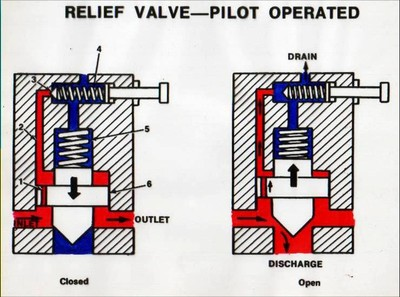 RELIEF VALVE—PILOT OPERATED
4
DRAIN
3
2
5
1
6
INLET
OUTLET
DISCHARGE
Closed
Open